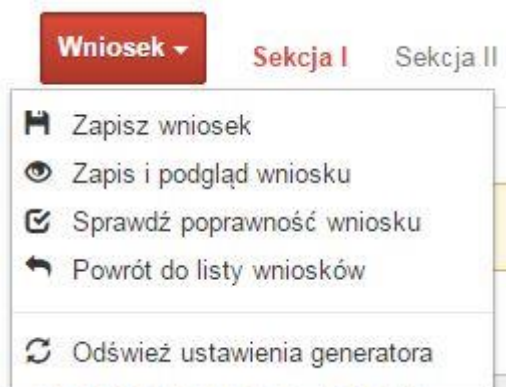 Wniosek Sekcja I Sekcja II
Zapisz wniosek
Zapis i podgląd wniosku
Sprawdź poprawność wniosku
Powrót do listy wniosków
Odśwież ustawienia generatora